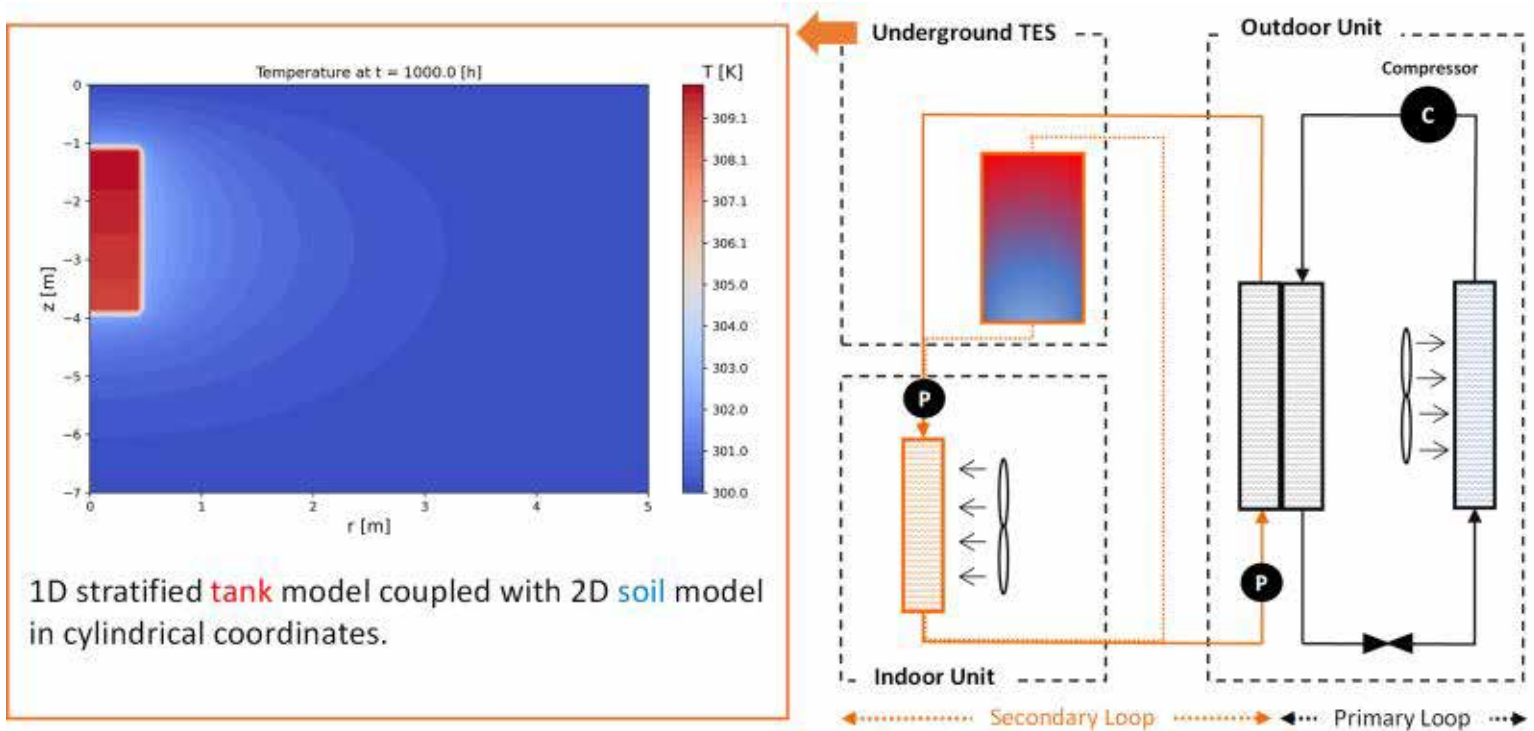 Temperature at t = 1000.0 [h]
T [K]
0
−1
−2
−3
−4
−5
−6
−7
z [m]
0
1
2
3
4
5
r [m]
309.1
308.1
307.1
306.1
305.0
304.0
303.0
302.0
301.0
300.0
1D stratified tank model coupled with 2D soil model
in cylindrical coordinates.
Underground TES
Outdoor Unit
Compressor
C
P
P
Indoor Unit
Secondary Loop
Primary Loop